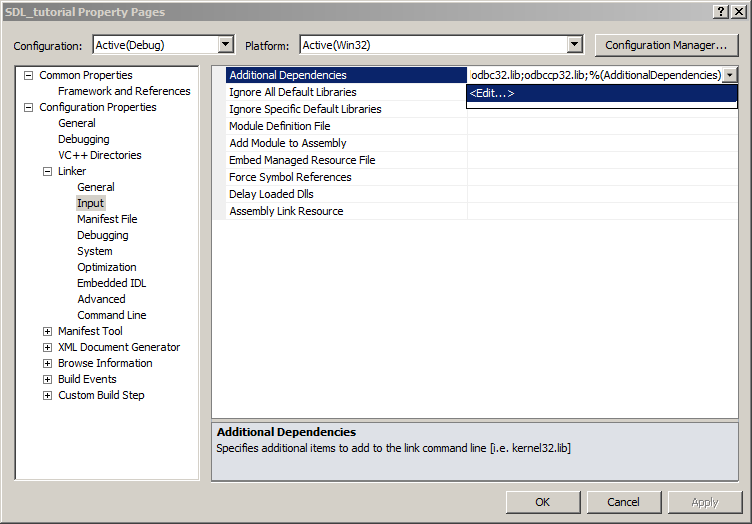 SDL_tutorial Property Pages
Configuration: Active(Debug) Platform: Active(Win32) Configuration Manager...
Common Properties
Framework and References
Configuration Properties
General
Debugging
VC++ Directories
Linker
General
Input
Manifest File
Debugging
System
Optimization
Embedded IDL
Advanced
Command Line
Manifest Tool
XML Document Generator
Browse Information
Build Events
Custom Build Step
Additional Dependencies odbc32.lib;odbccp32.lib;%(AdditionalDependencies)
Ignore All Default Libraries <Edit...>
Ignore Specific Default Libraries
Module Definition File
Add Module to Assembly
Embed Managed Resource File
Force Symbol References
Delay Loaded Dlls
Assembly Link Resource
Additional Dependencies
Specifies additional items to add to the link command line [i.e. kernel32.lib]
OK Cancel Apply